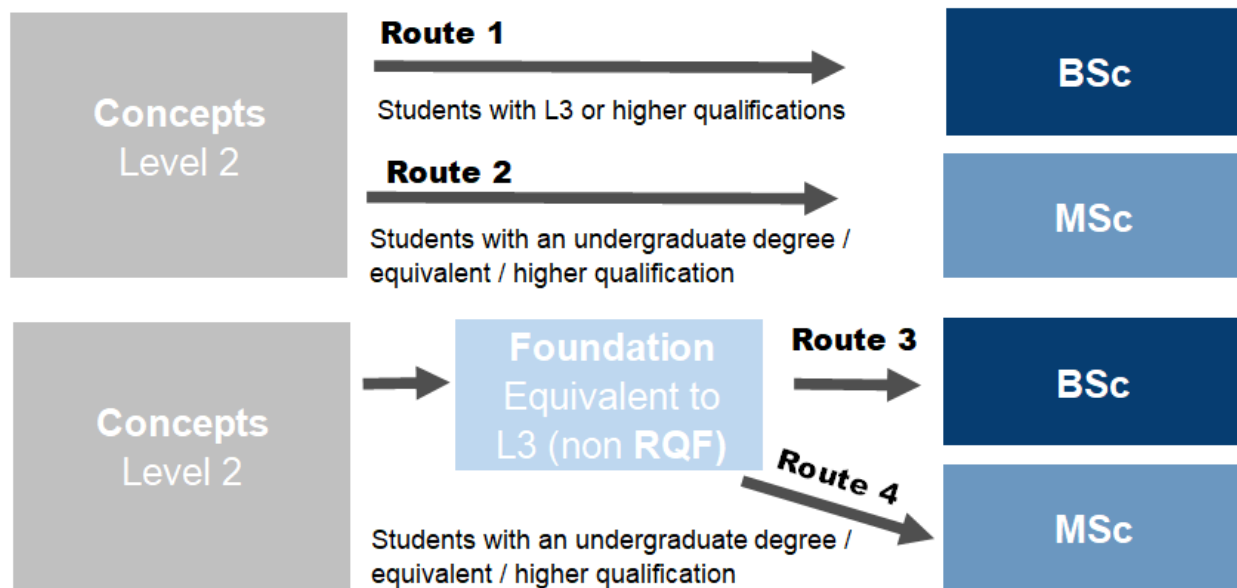 Concepts
Level 2
Route 1
Students with L3 or higher qualifications
BSc
Route 2
Students with an undergraduate degree /
equivalent / higher qualification
MSc
Concepts
Level 2
Foundation
Equivalent to
L3 (non RQF)
Route 3
BSc
Route 4
MSc
Students with an undergraduate degree /
equivalent / higher qualification